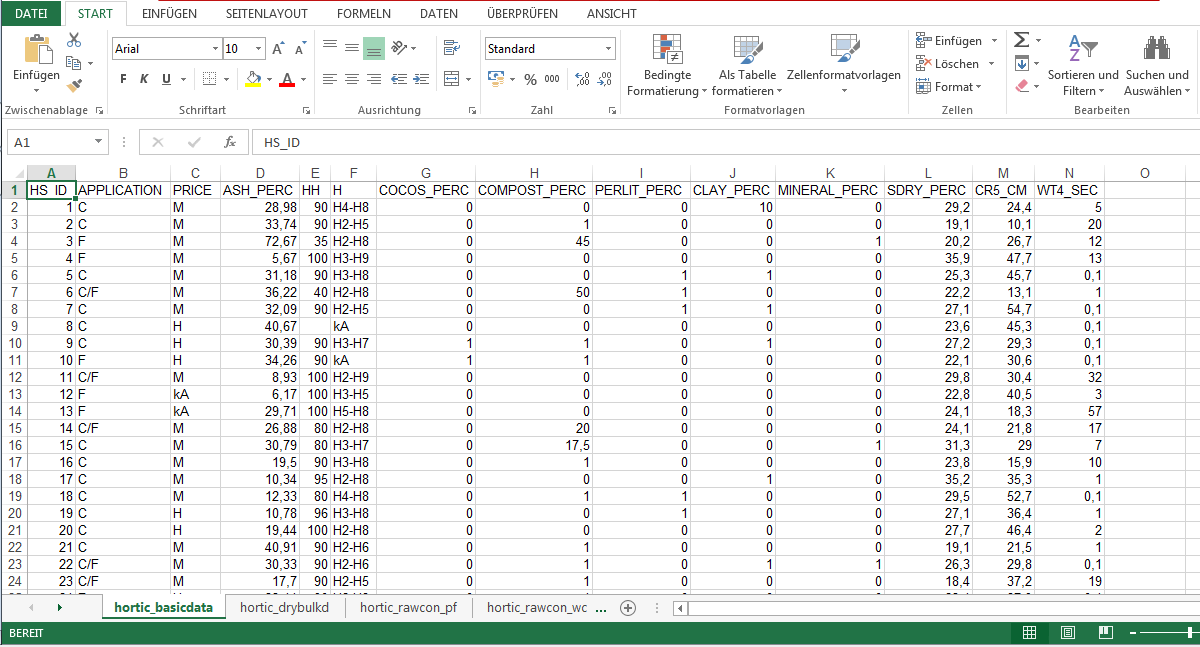 DATEI START EINFÜGEN SEITENLAYOUT FORMELN DATEN ÜBERPRÜFEN ANSICHT
Einfügen
Zwischenablage
Arial 10
F K U
Schriftart
Ausrichtung
Standard
% 000
Zahl
Bedingte Formatierung
Als Tabelle formatieren
Zellenformatvorlagen
Formatvorlagen
Einfügen
Löschen
Format
Zellen
Sortieren und Filtern
Suchen und Auswählen
Bearbeiten
A1 fx HS_ID
A B C D E F G H I J K L M N O
1 HS_ID APPLICATION PRICE ASH_PERC HH H COCOS_PERC COMPOST_PERC PERLIT_PERC CLAY_PERC MINERAL_PERC SDRY_PERC CR5_CM WT4_SEC
2 1 C M 28,98 90 H4-H8 0 0 0 10 0 29,2 24,4 5
3 2 C M 33,74 90 H2-H5 0 1 0 0 0 19,1 10,1 20
4 3 F M 72,67 35 H2-H8 0 45 0 0 1 20,2 26,7 12
5 4 F M 5,67 100 H3-H9 0 0 0 0 0 35,9 47,7 13
6 5 C M 31,18 90 H3-H8 0 0 1 1 0 25,3 45,7 0,1
7 6 C/F M 36,22 40 H2-H8 0 50 1 0 0 22,2 13,1 1
8 7 C M 32,09 90 H2-H5 0 0 1 1 0 27,1 54,7 0,1
9 8 C H 40,67 kA 0 0 0 0 0 23,6 45,3 0,1
10 9 C H 30,39 90 H3-H7 1 1 0 1 0 27,2 29,3 0,1
11 10 F H 34,26 90 kA 1 1 0 0 0 22,1 30,6 0,1
12 11 C/F M 8,93 100 H2-H9 0 0 0 0 0 29,8 30,4 32
13 12 F kA 6,17 100 H3-H5 0 0 0 0 0 22,8 40,5 3
14 13 F kA 29,71 100 H5-H8 0 0 0 0 0 24,1 18,3 57
15 14 C/F M 26,88 80 H2-H8 0 20 0 0 0 24,1 21,8 17
16 15 C M 30,79 80 H3-H7 0 17,5 0 0 1 31,3 29 7
17 16 C M 19,5 90 H3-H8 0 1 0 0 0 23,8 15,9 10
18 17 C M 10,34 95 H2-H8 0 0 0 1 0 35,2 35,3 1
19 18 C M 12,33 80 H4-H8 0 1 1 0 0 29,5 52,7 0,1
20 19 C H 10,78 96 H3-H8 0 0 1 0 0 27,1 36,4 1
21 20 C H 19,44 100 H2-H8 0 0 0 0 0 27,7 46,4 2
22 21 C M 40,91 90 H2-H6 0 1 0 0 0 19,1 21,5 1
23 22 C/F M 30,33 90 H2-H6 0 1 0 1 1 26,3 29,8 0,1
24 23 C/F M 17,7 90 H2-H5 0 1 0 0 0 18,4 37,2 19
hortic_basicdata hortic_drybulkd hortic_rawcon_pf hortic_rawcon_wc ...
BEREIT